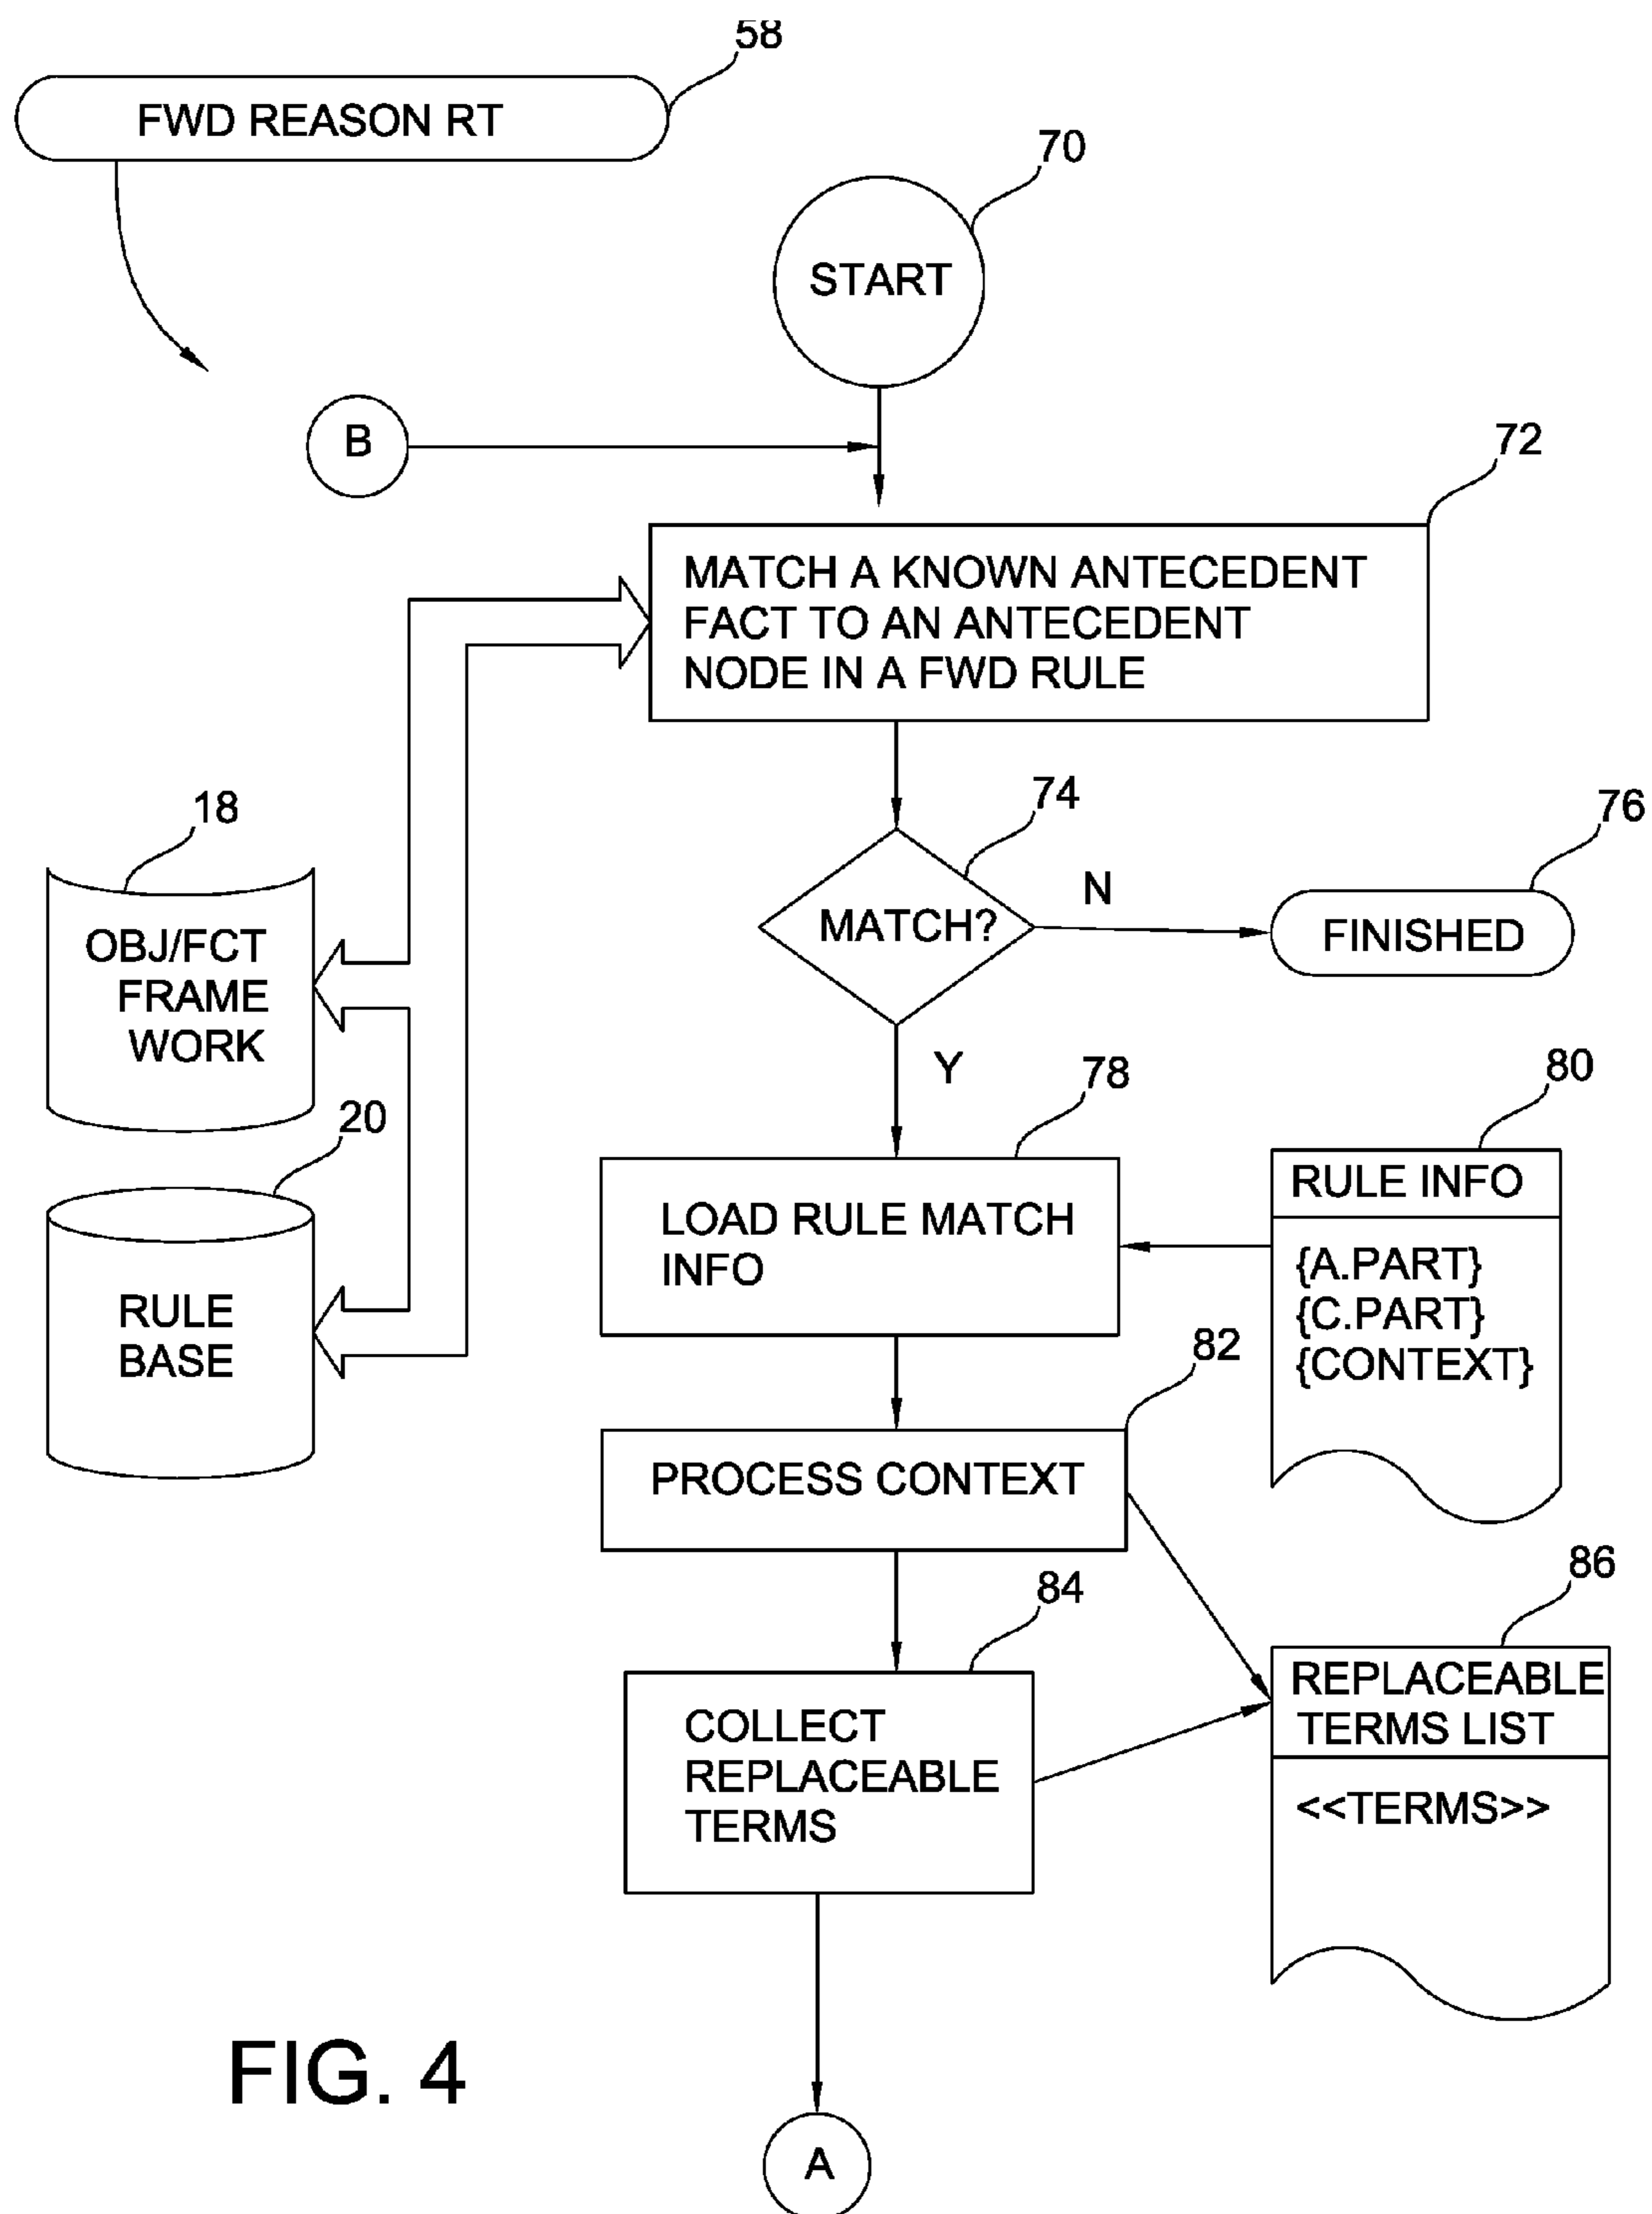 58
FWD REASON RT
70
START
B
72
MATCH A KNOWN ANTECEDENT
FACT TO AN ANTECEDENT
NODE IN A FWD RULE
74
MATCH?
N
76
FINISHED
18
OBJ/FCT
FRAME
WORK
Y
78
LOAD RULE MATCH
INFO
80
RULE INFO
{A.PART}
{C.PART}
{CONTEXT}
20
RULE
BASE
82
PROCESS CONTEXT
84
COLLECT
REPLACEABLE
TERMS
86
REPLACEABLE
TERMS LIST
<<TERMS>>
FIG. 4
A